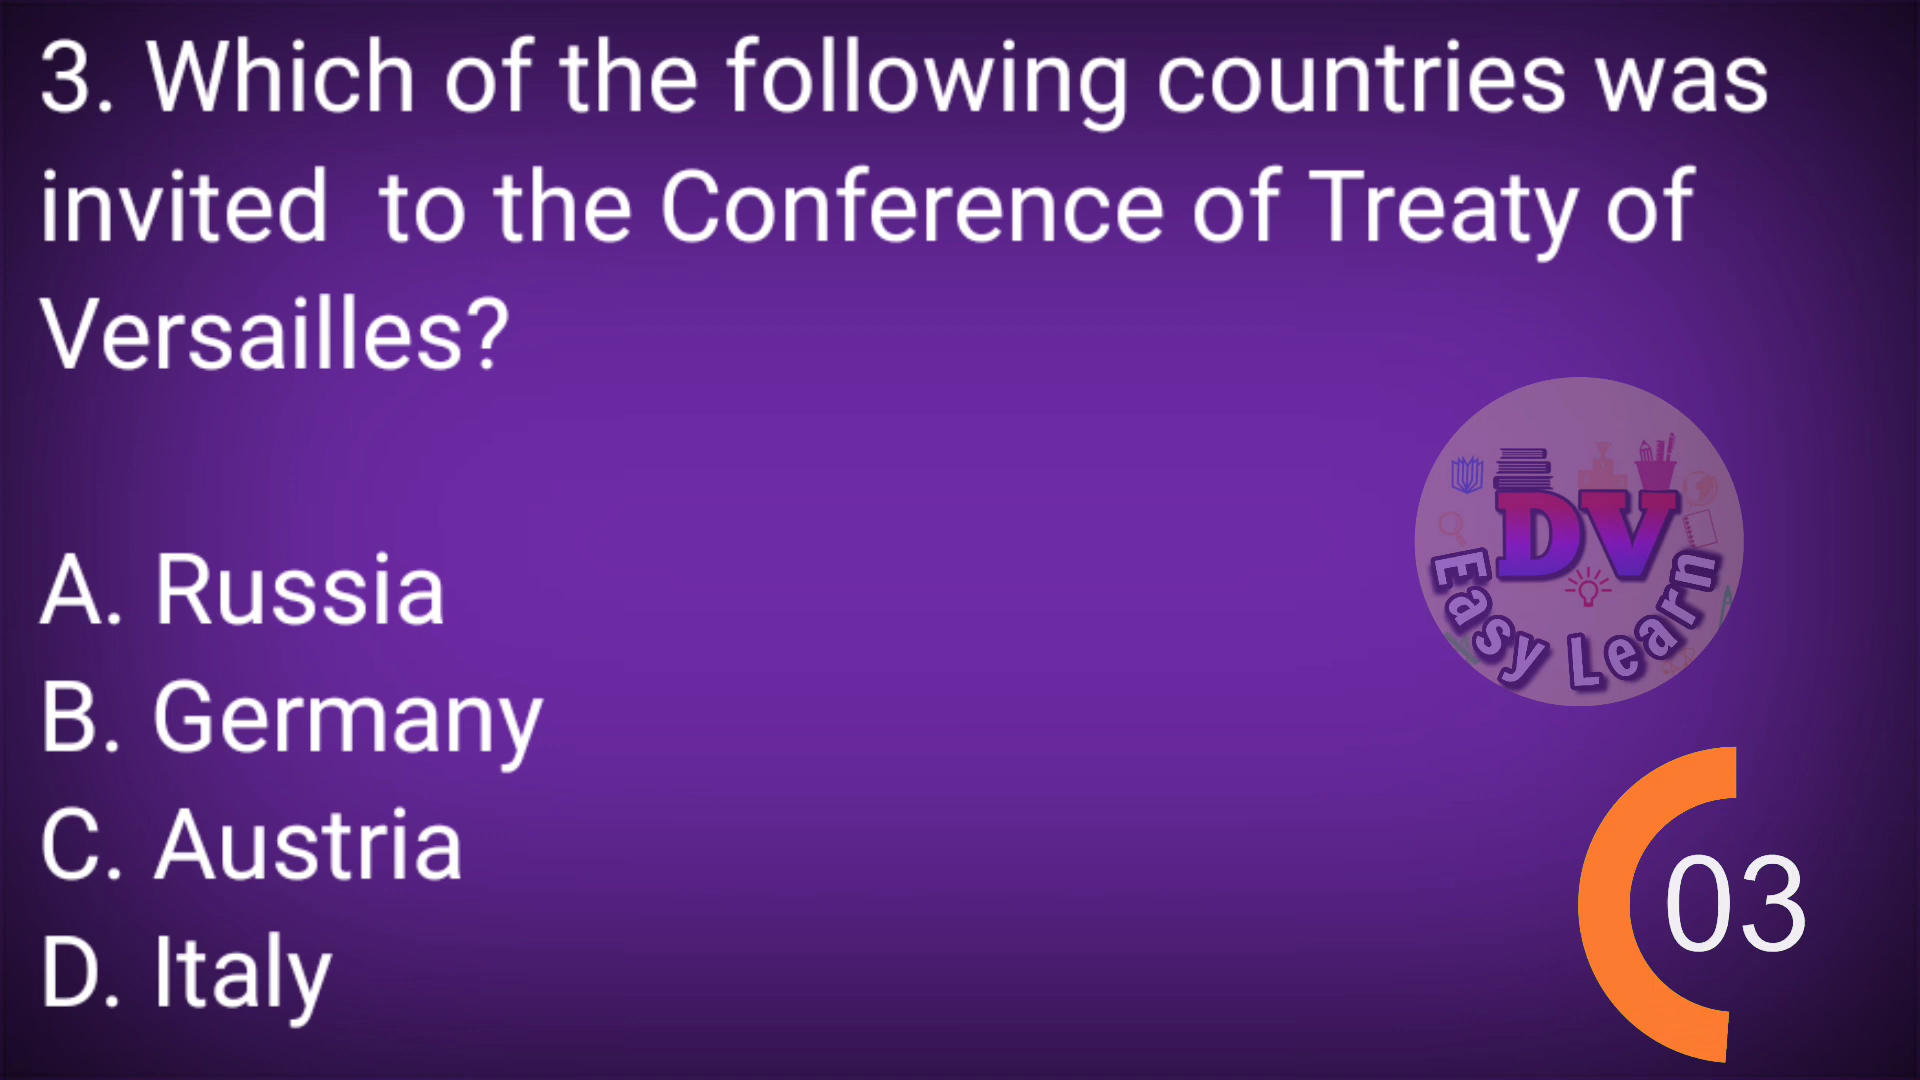 3. Which of the following countries was
invited  to the Conference of Treaty of
Versailles?
A. Russia
B. Germany
C. Austria
D. Italy
DV
Easy Learn
03